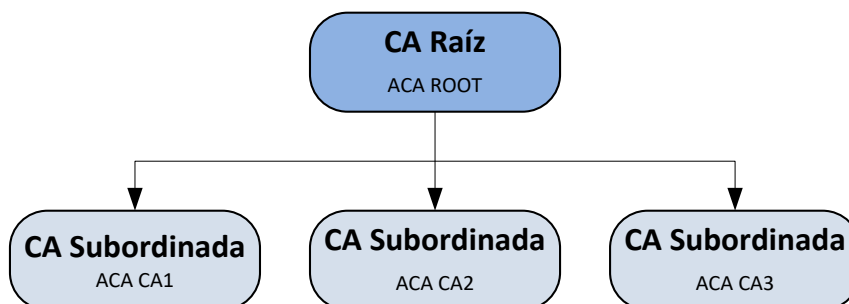 CA Raíz
ACA ROOT
CA Subordinada
ACA CA1
CA Subordinada
ACA CA2
CA Subordinada
ACA CA3